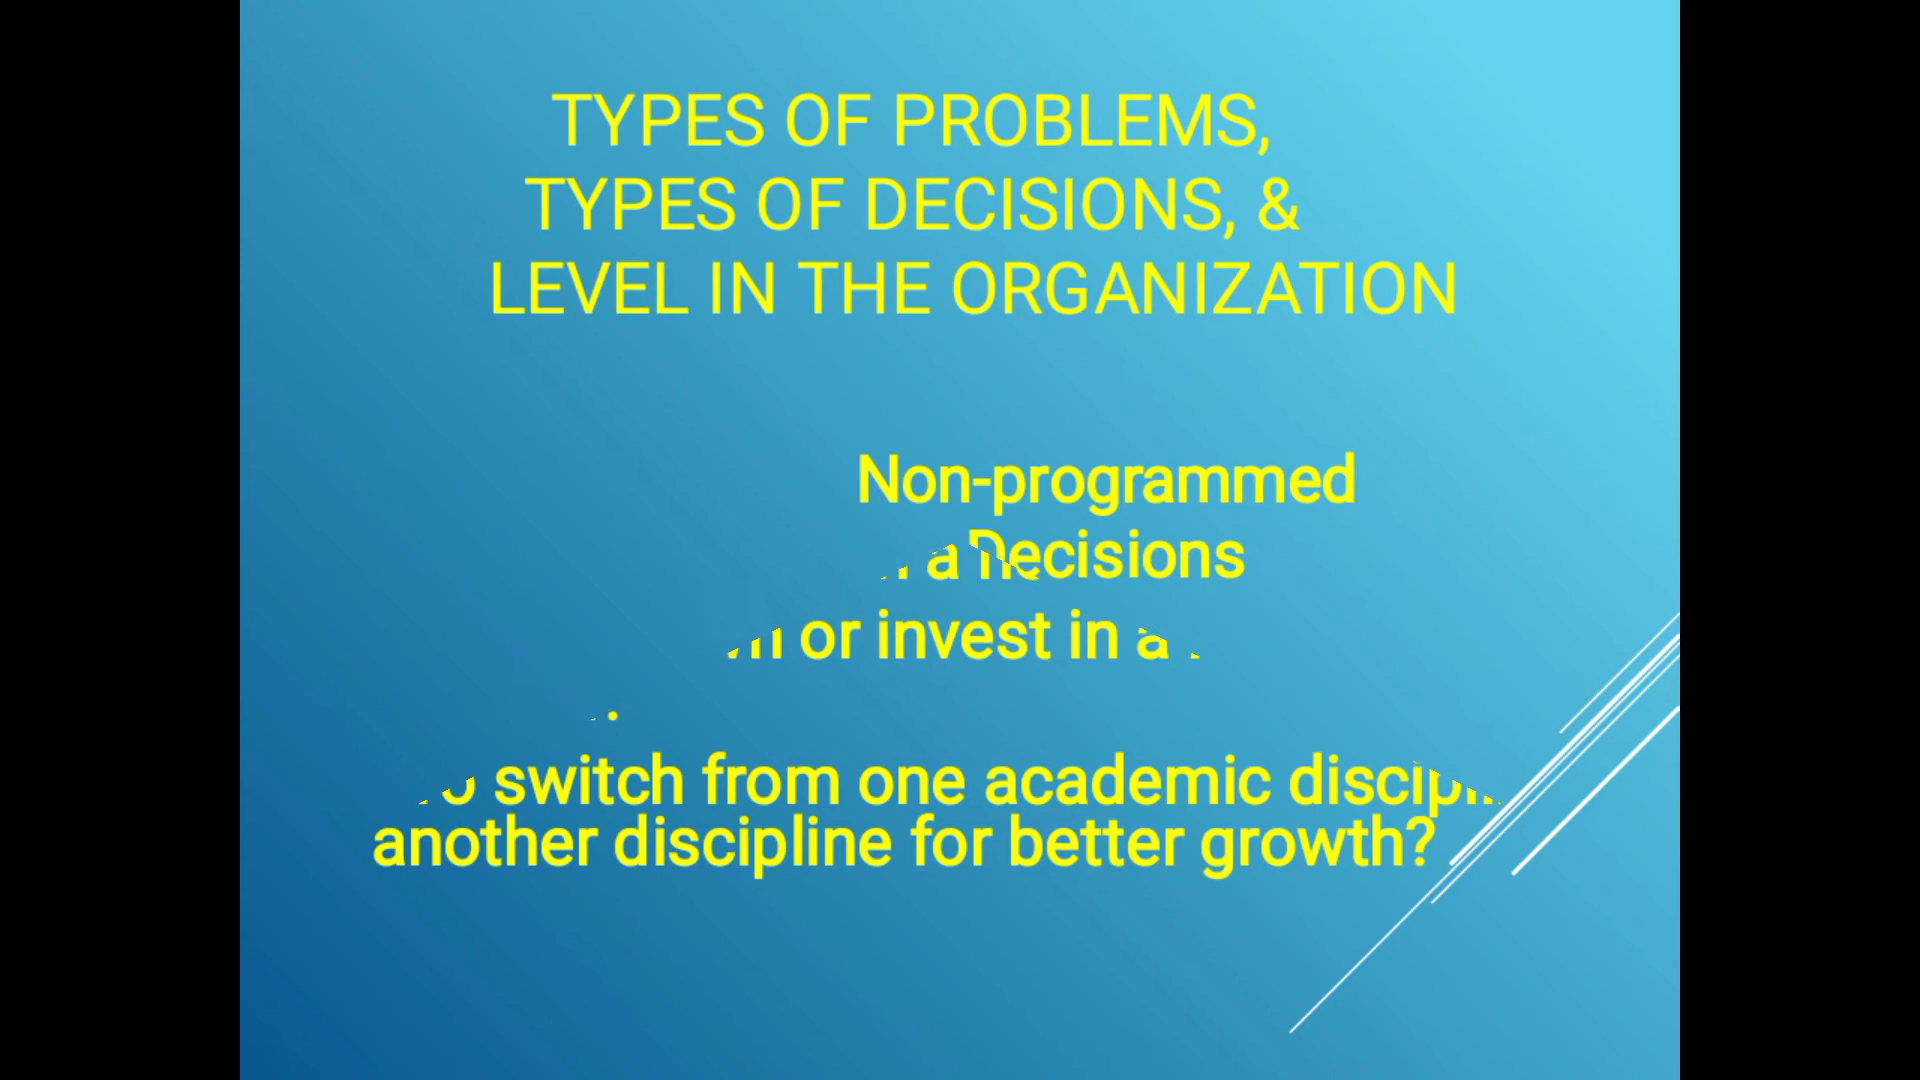 TYPES OF PROBLEMS,
TYPES OF DECISIONS, &
LEVEL IN THE ORGANIZATION
Non-programmed
a Decisions
or invest in a
switch from one academic
another discipline for better growth?